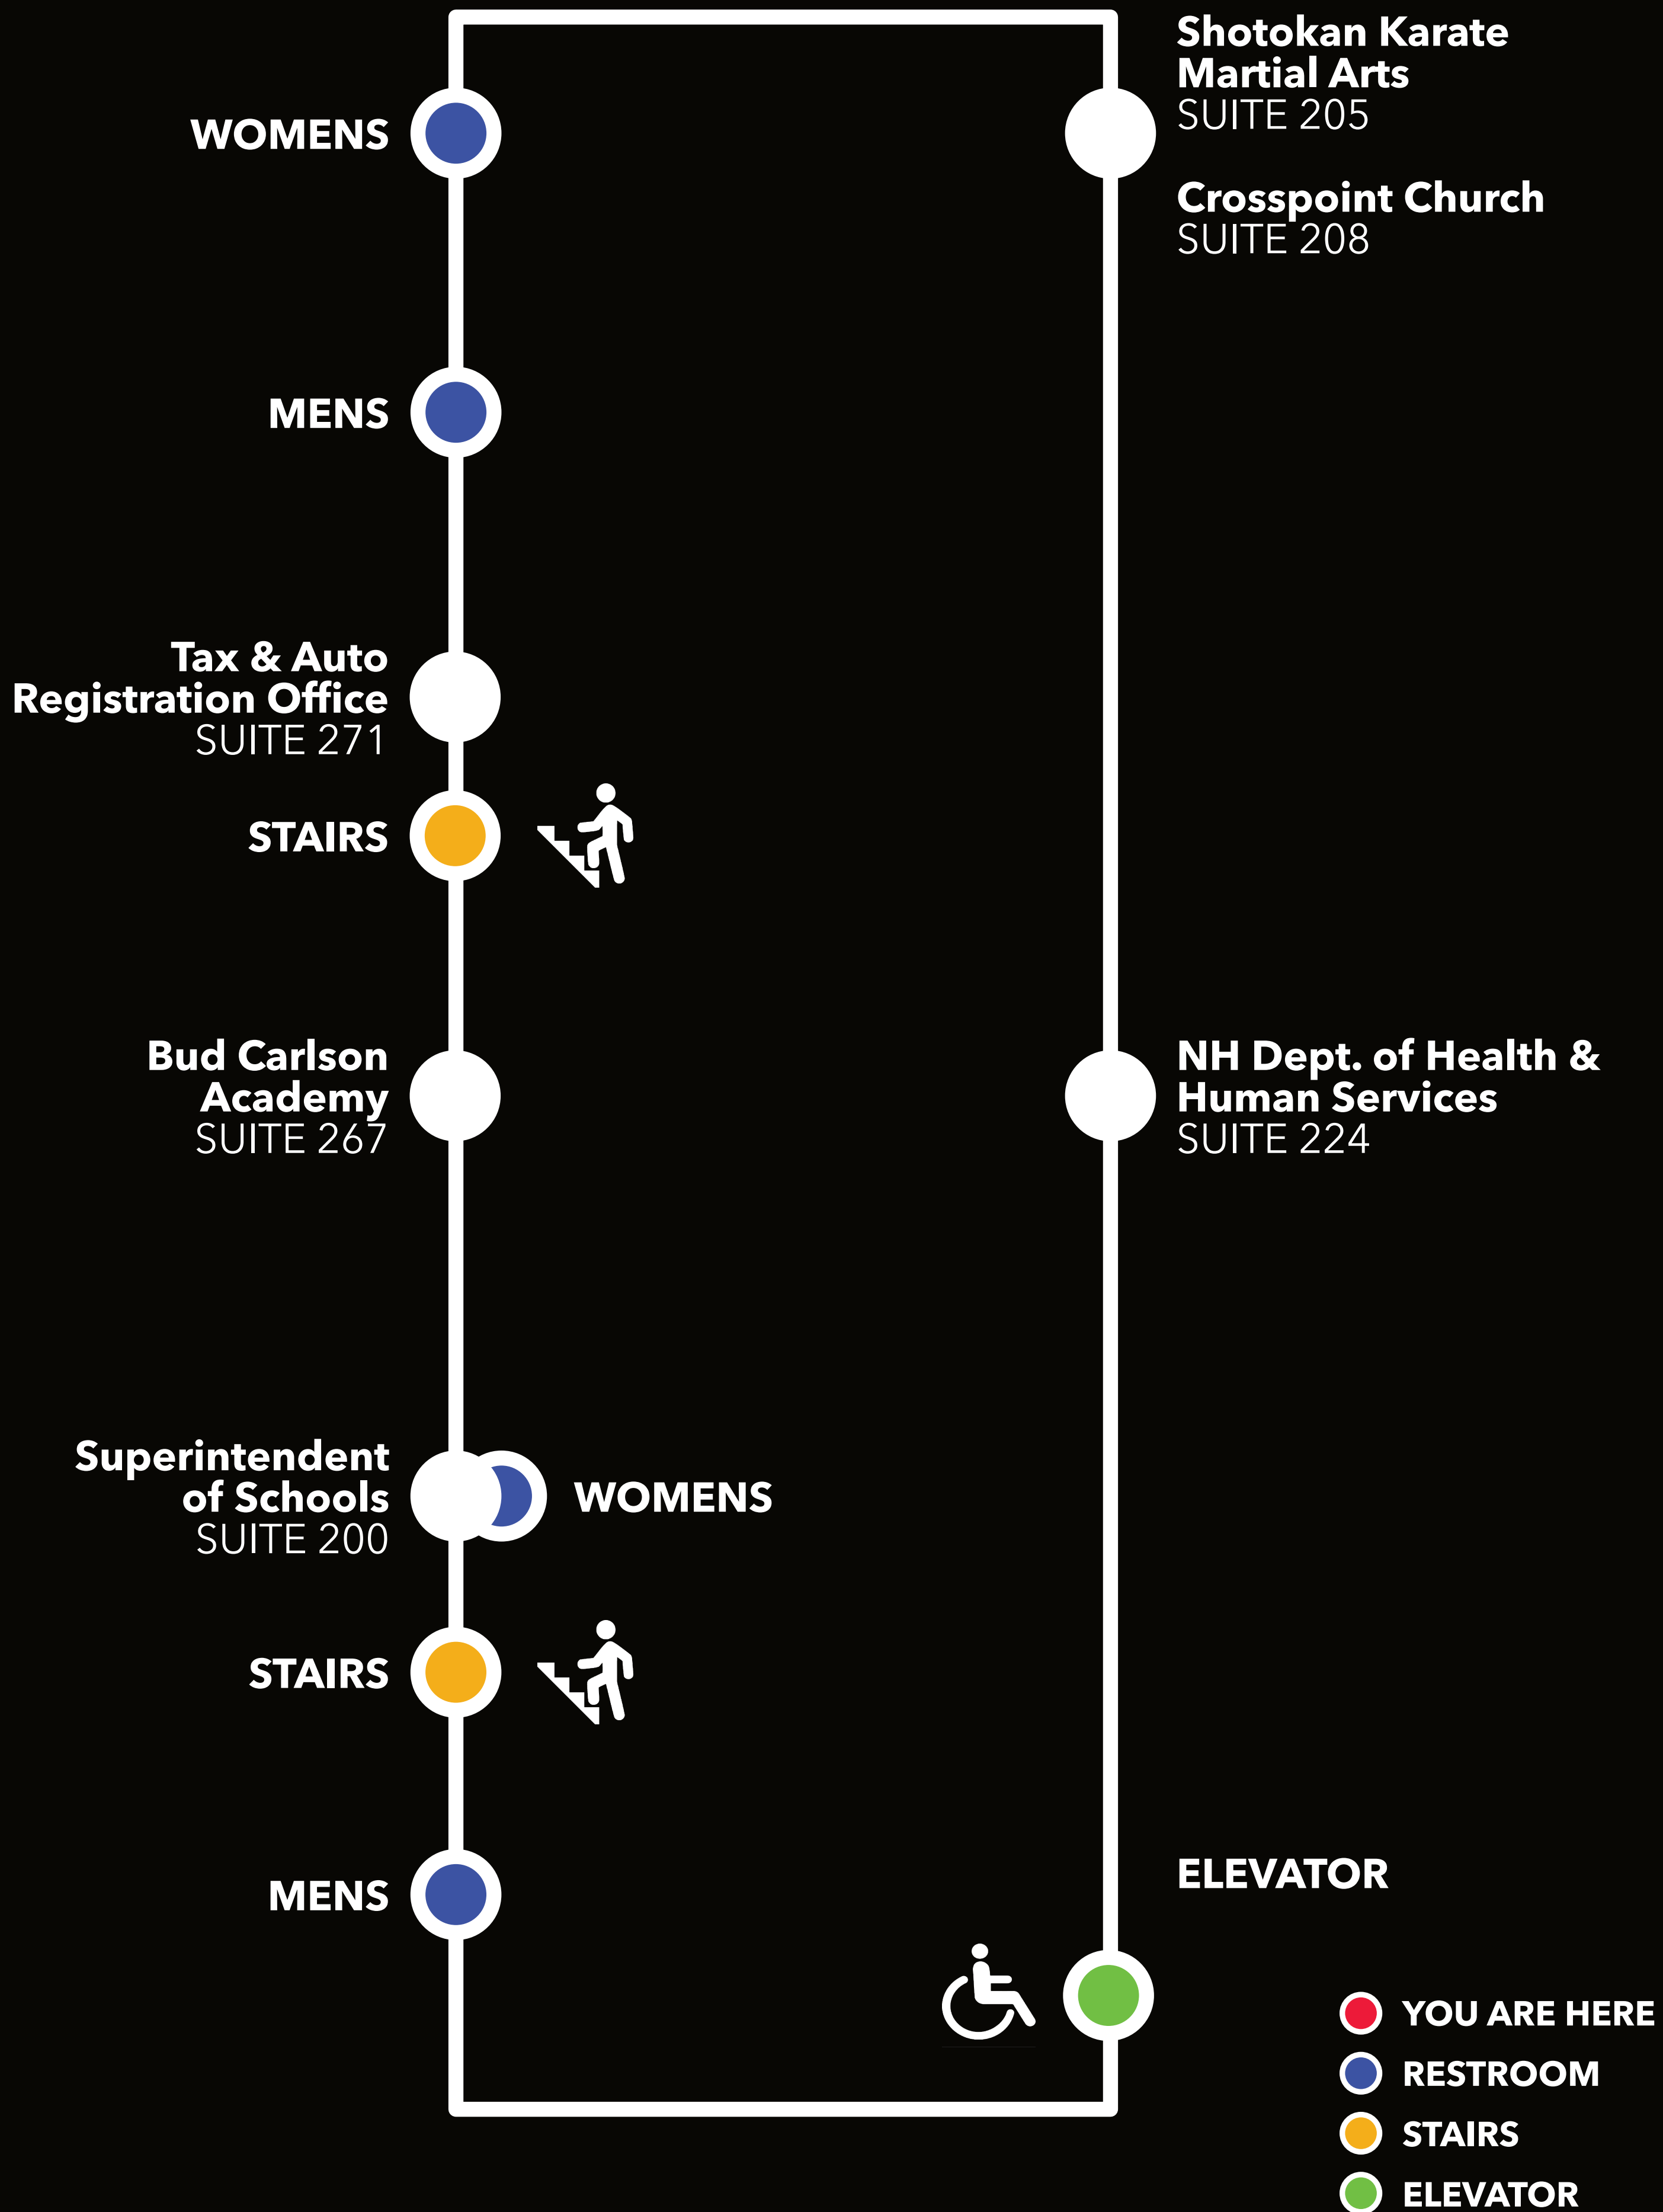 Shotokan Karate
Martial Arts
SUITE 205
WOMENS
Crosspoint Church
SUITE 208
MENS
Tax & Auto
Registration Office
SUITE 271
STAIRS
Bud Carlson
Academy
SUITE 267
NH Dept. of Health &
Human Services
SUITE 224
Superintendent
of Schools
SUITE 200
WOMENS
STAIRS
MENS
ELEVATOR
YOU ARE HERE
RESTROOM
STAIRS
ELEVATOR